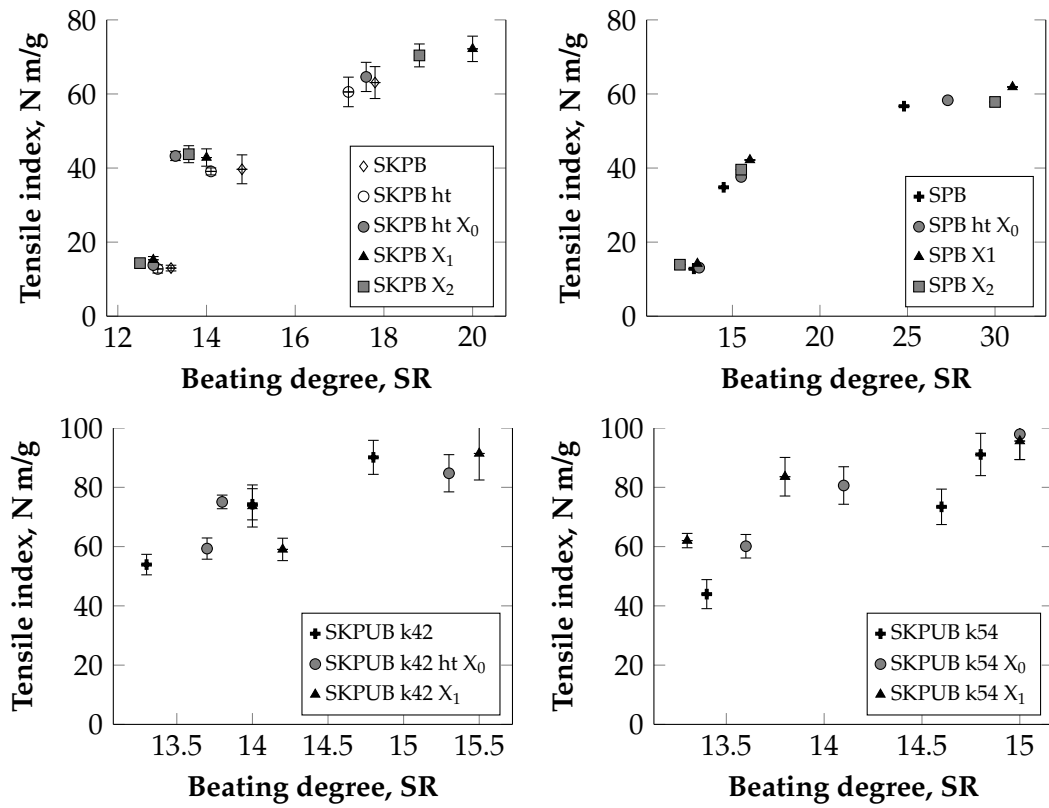 Tensile index, N m/g
80
60
40
20
0
12 14 16 18 20
Beating degree, SR
SKPB
SKPB ht
SKPB ht X₀
SKPB X₁
SKPB X₂
Tensile index, N m/g
80
60
40
20
0
15 20 25 30
Beating degree, SR
SPB
SPB ht X₀
SPB X1
SPB X₂
Tensile index, N m/g
100
80
60
40
20
0
13.5 14 14.5 15 15.5
Beating degree, SR
SKPUB k42
SKPUB k42 ht X₀
SKPUB k42 X₁
Tensile index, N m/g
100
80
60
40
20
0
13.5 14 14.5 15
Beating degree, SR
SKPUB k54
SKPUB k54 X₀
SKPUB k54 X₁